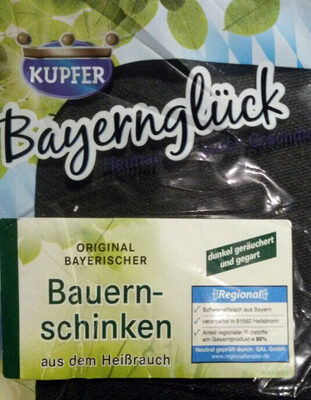 KUPFER
Bayernglück
ORIGINAL
BAYERISCHER
Bauern-
schinken
aus dem Heißrauch
dunkel geräuchert
und gegart
Regional
Schweinefleisch aus Bayern
verarbeitet in 91560 Heilsbronn
Anteil regionaler Rohstoffe
am Gesamtprodukt = 95%
Neutral geprüft durch: QAL GmbH
www.regionalfenster.de